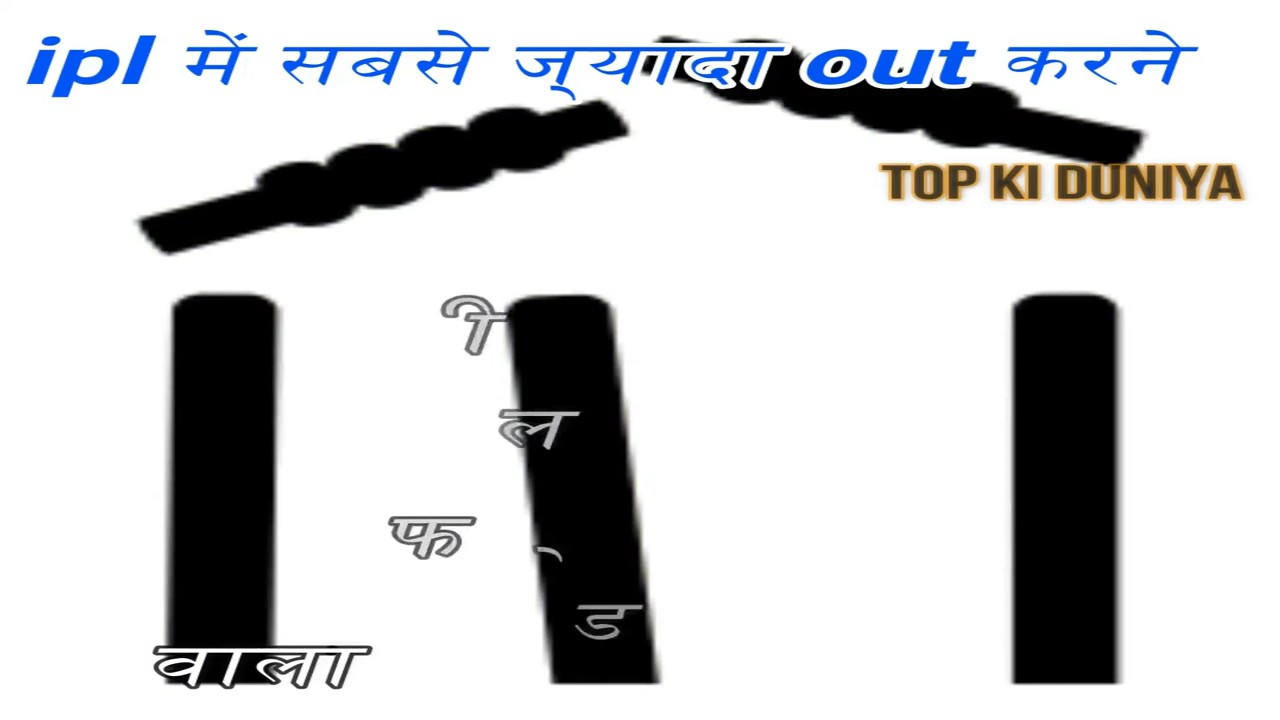 ipl में सबसे ज्यादा out करने
TOP KI DUNIYA
ी
ल
फ
े
ड
वाला